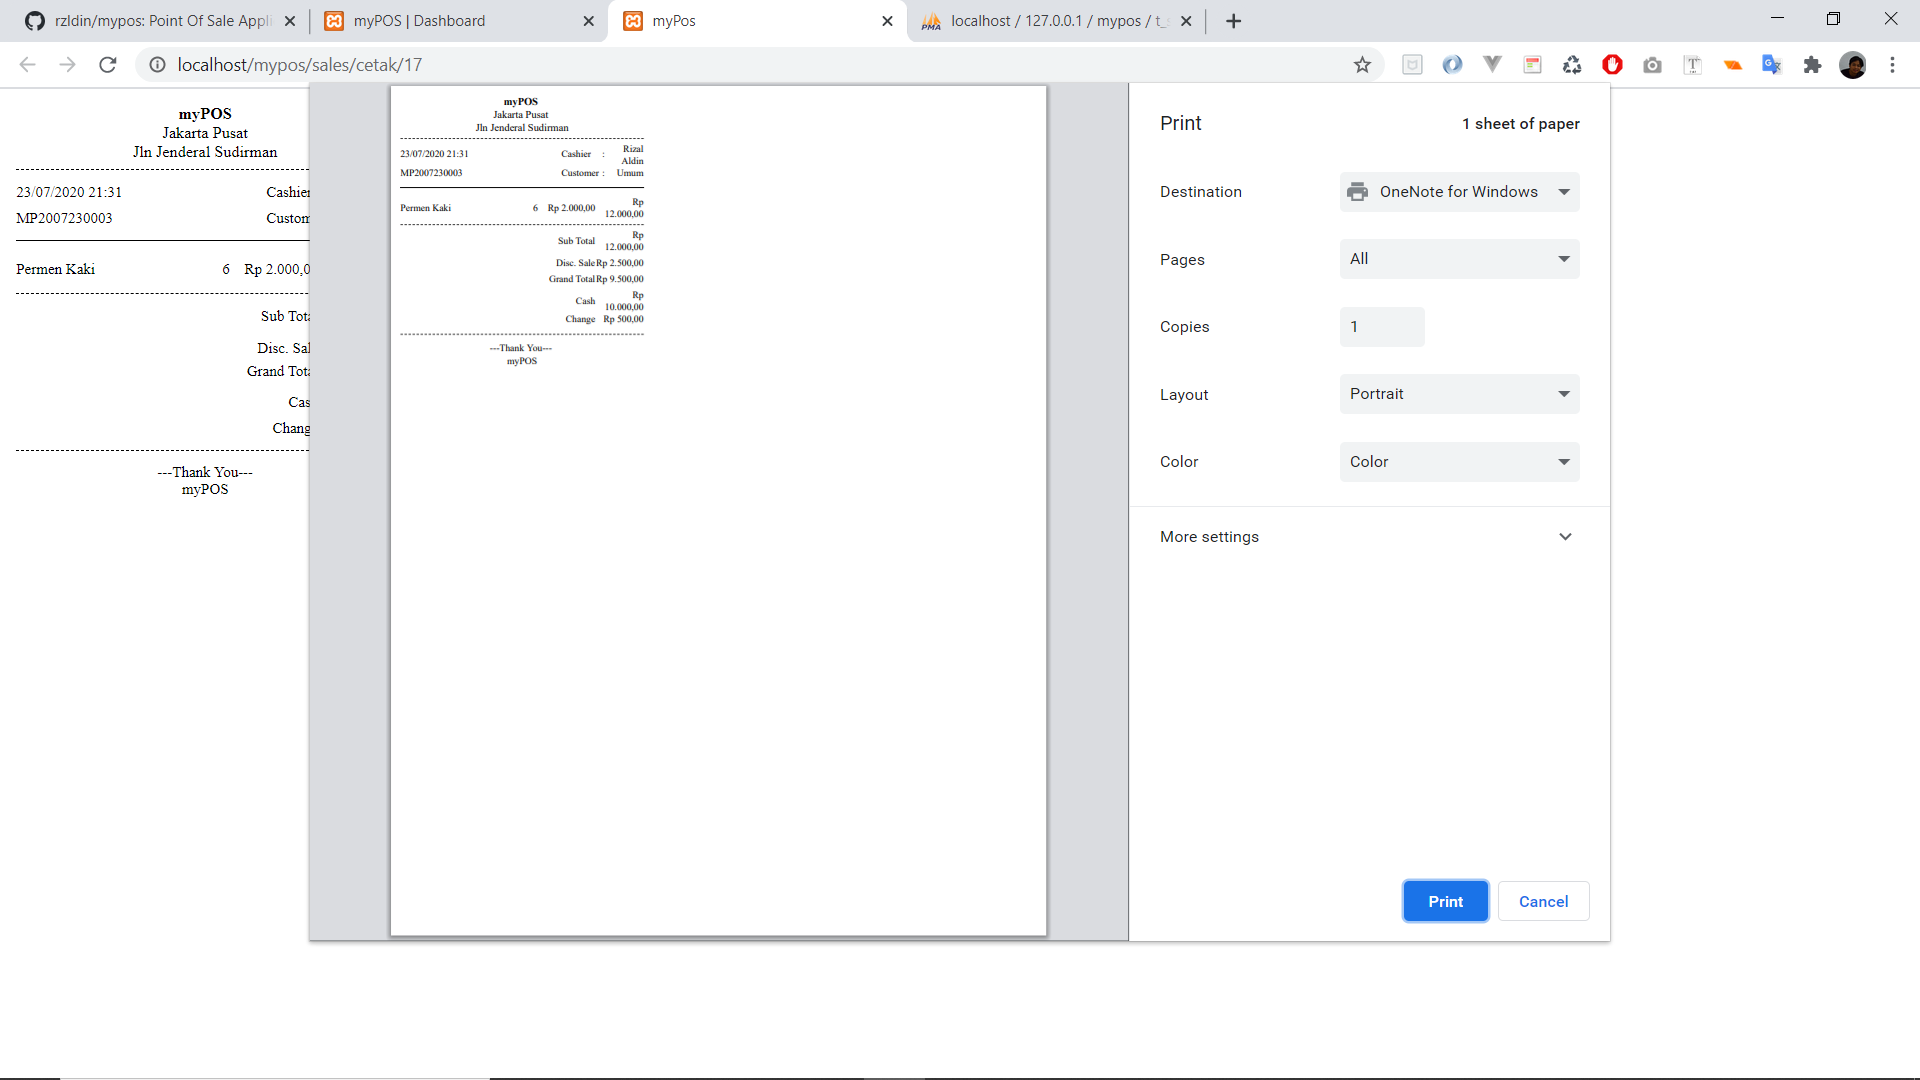 rzldin/mypos: Point Of Sale Appli
myPOS | Dashboard
myPos
localhost / 127.0.0.1 / mypos / t_s
localhost/mypos/sales/cetak/17
myPOS
Jakarta Pusat
Jln Jenderal Sudirman
23/07/2020 21:31 Cashier
MP2007230003 Custom
Permen Kaki 6 Rp 2.000,0
Sub Tota
Disc. Sal
Grand Tota
Cas
Chang
---Thank You---
myPOS
myPOS
Jakarta Pusat
Jln Jenderal Sudirman
23/07/2020 21:31 Cashier : Rizal
Aldin
MP2007230003 Customer : Umum
Permen Kaki 6 Rp 2.000,00 Rp
12.000,00
Sub Total Rp
12.000,00
Disc. Sale Rp 2.500,00
Grand Total Rp 9.500,00
Cash Rp
10.000,00
Change Rp 500,00
---Thank You---
myPOS
Print 1 sheet of paper
Destination OneNote for Windows
Pages All
Copies 1
Layout Portrait
Color Color
More settings
Print Cancel